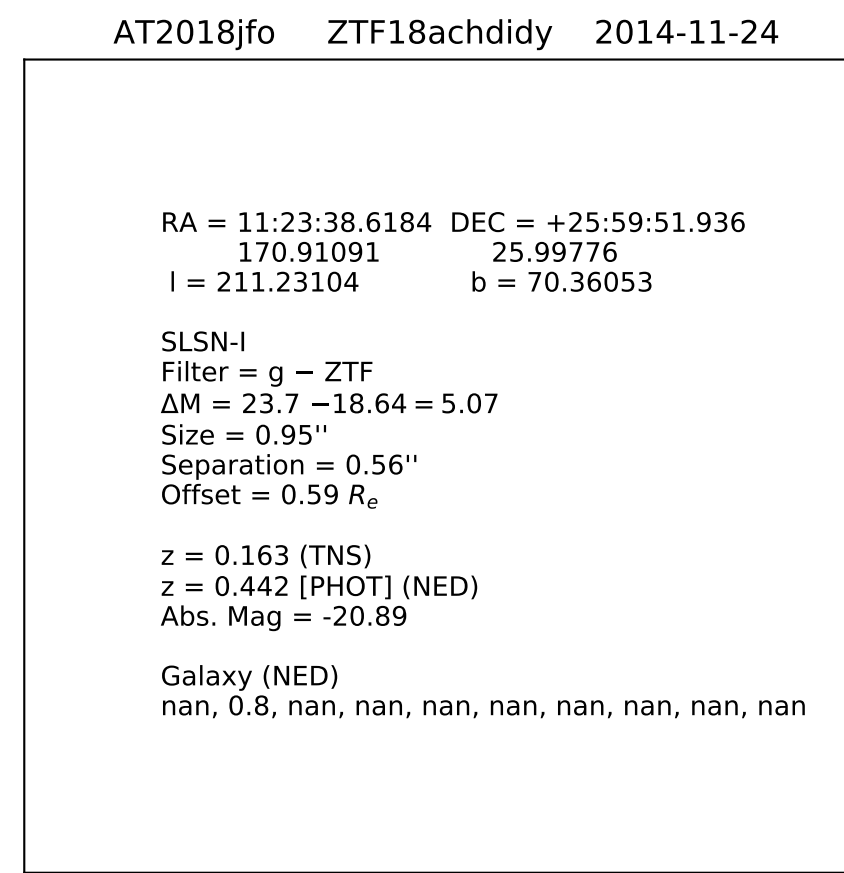 AT2018jfo ZTF18achdidy 2014-11-24
RA = 11:23:38.6184 DEC = +25:59:51.936
170.91091 25.99776
l = 211.23104 b = 70.36053
SLSN-I
Filter = g − ZTF
ΔM = 23.7 −18.64 = 5.07
Size = 0.95''
Separation = 0.56''
Offset = 0.59 Rₑ
z = 0.163 (TNS)
z = 0.442 [PHOT] (NED)
Abs. Mag = -20.89
Galaxy (NED)
nan, 0.8, nan, nan, nan, nan, nan, nan, nan, nan